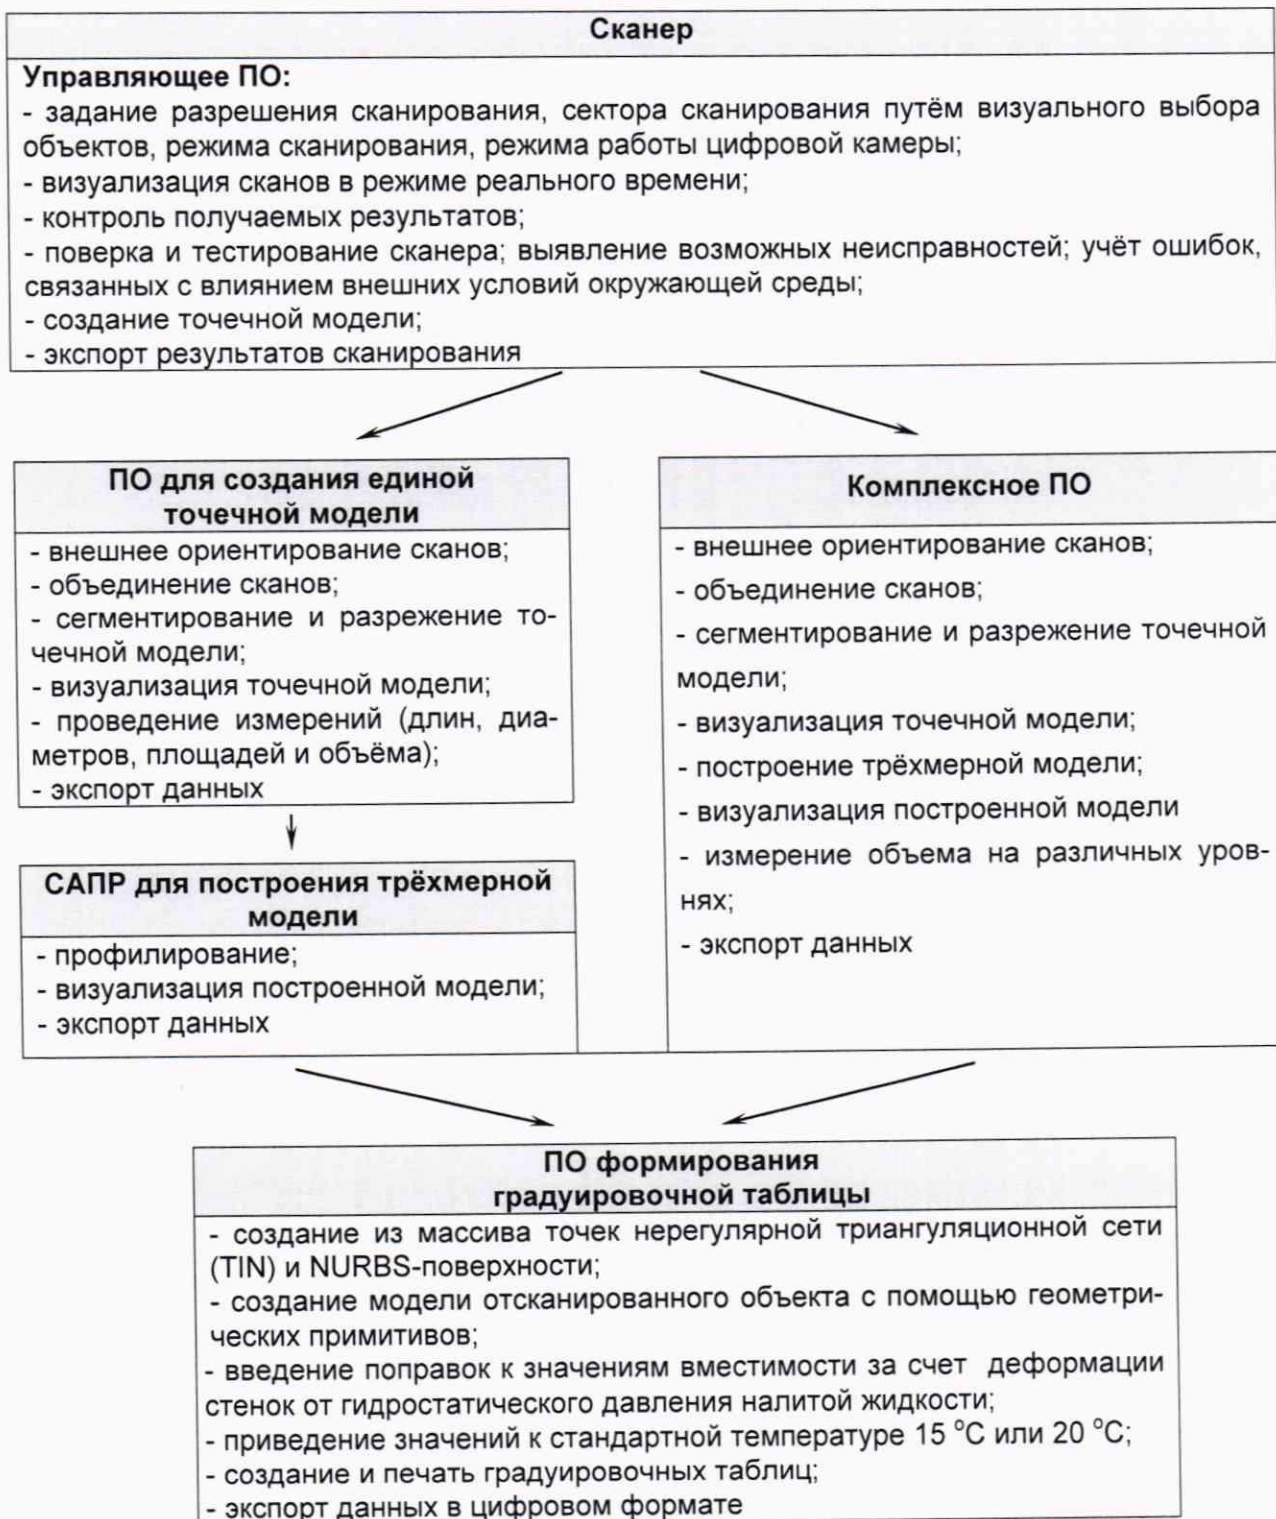 Сканер
Управляющее ПО:
- задание разрешения сканирования, сектора сканирования путём визуального выбора
объектов, режима сканирования, режима работы цифровой камеры;
- визуализация сканов в режиме реального времени;
- контроль получаемых результатов;
- поверка и тестирование сканера; выявление возможных неисправностей; учёт ошибок,
связанных с влиянием внешних условий окружающей среды;
- создание точечной модели;
- экспорт результатов сканирования
ПО для создания единой
точечной модели
- внешнее ориентирование сканов;
- объединение сканов;
- сегментирование и разрежение то-
чечной модели;
- визуализация точечной модели;
- проведение измерений (длин, диа-
метров, площадей и объёма);
- экспорт данных
САПР для построения трёхмерной
модели
- профилирование;
- визуализация построенной модели;
- экспорт данных
Комплексное ПО
- внешнее ориентирование сканов;
- объединение сканов;
- сегментирование и разрежение точечной
модели;
- визуализация точечной модели;
- построение трёхмерной модели;
- визуализация построенной модели
- измерение объема на различных уров-
нях;
- экспорт данных
ПО формирования
градуировочной таблицы
- создание из массива точек нерегулярной триангуляционной сети
(TIN) и NURBS-поверхности;
- создание модели отсканированного объекта с помощью геометри-
ческих примитивов;
- введение поправок к значениям вместимости за счет деформации
стенок от гидростатического давления налитой жидкости;
- приведение значений к стандартной температуре 15 °С или 20 °С;
- создание и печать градуировочных таблиц;
- экспорт данных в цифровом формате